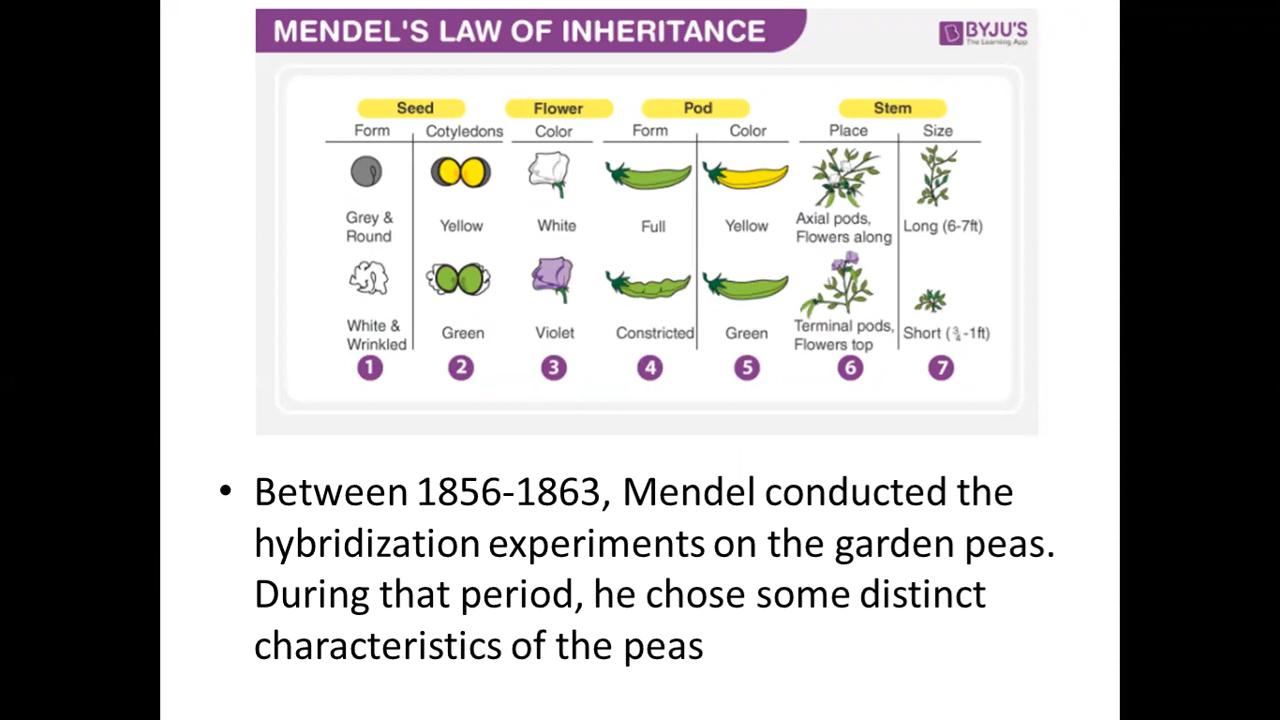 MENDEL'S LAW OF INHERITANCE
BYJU'S
The Learning App
Seed Flower Pod Stem
Form Cotyledons Color Form Color Place Size
Grey & Round
Yellow
White
Full
Yellow
Axial pods, Flowers along
Long (6-7ft)
White & Wrinkled
Green
Violet
Constricted
Green
Terminal pods, Flowers top
Short (¾-1ft)
1 2 3 4 5 6 7
• Between 1856-1863, Mendel conducted the
hybridization experiments on the garden peas.
During that period, he chose some distinct
characteristics of the peas